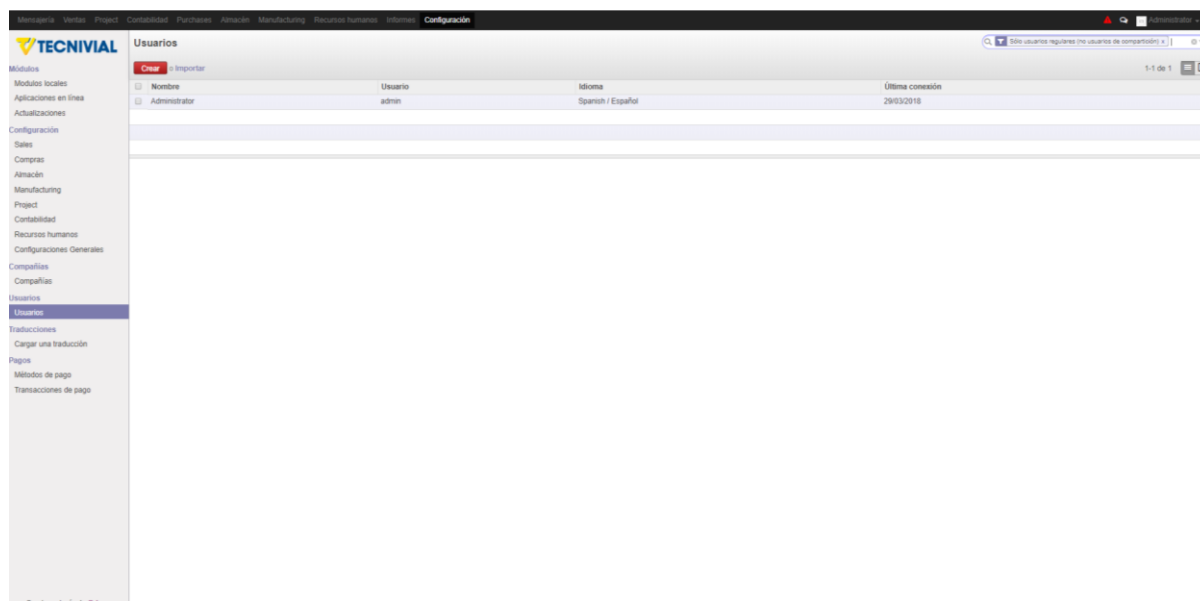 Mensajería Ventas Project Contabilidad Purchases Almacén Manufacturing Recursos humanos Informes Configuración Administrator
TECNIVIAL
Usuarios
Sólo usuarios regulares (no usuarios de compartición) x
Crear o Importar
1-1 de 1
Nombre Usuario Idioma Última conexión
Administrator admin Spanish / Español 29/03/2018
Módulos
Modulos locales
Aplicaciones en línea
Actualizaciones
Configuración
Sales
Compras
Almacén
Manufacturing
Project
Contabilidad
Recursos humanos
Configuraciones Generales
Compañías
Compañías
Usuarios
Usuarios
Traducciones
Cargar una traducción
Pagos
Métodos de pago
Transacciones de pago